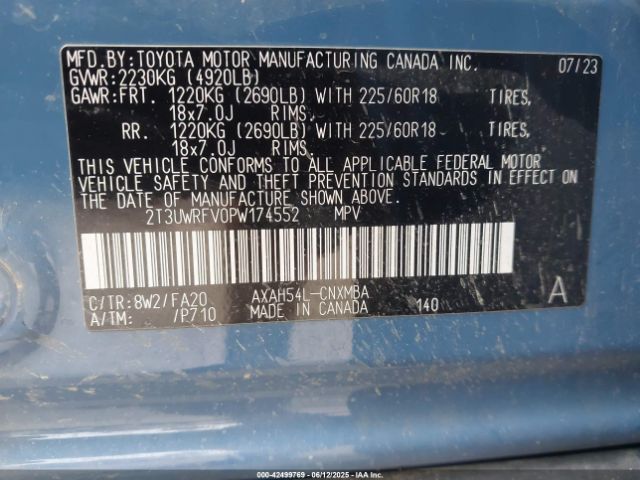 MFD.BY:TOYOTA MOTOR MANUFACTURING CANADA INC. 07/23
GVWR:2230KG (4920LB)
GAWR:FRT. 1220KG (2690LB) WITH 225/60R18 TIRES,
18x7.0J RIMS,
RR. 1220KG (2690LB) WITH 225/60R18 TIRES,
18x7.0J RIMS
THIS VEHICLE CONFORMS TO ALL APPLICABLE FEDERAL MOTOR
VEHICLE SAFETY AND THEFT PREVENTION STANDARDS IN EFFECT ON
THE DATE OF MANUFACTURE SHOWN ABOVE.
2T3UWRFV0PW174552 MPV
C/TR:8W2/FA20 AXAH54L-CNXMBA A
A/TM: /P710 MADE IN CANADA 140
000-42499769 - 06/12/2025 - IAAI.COM